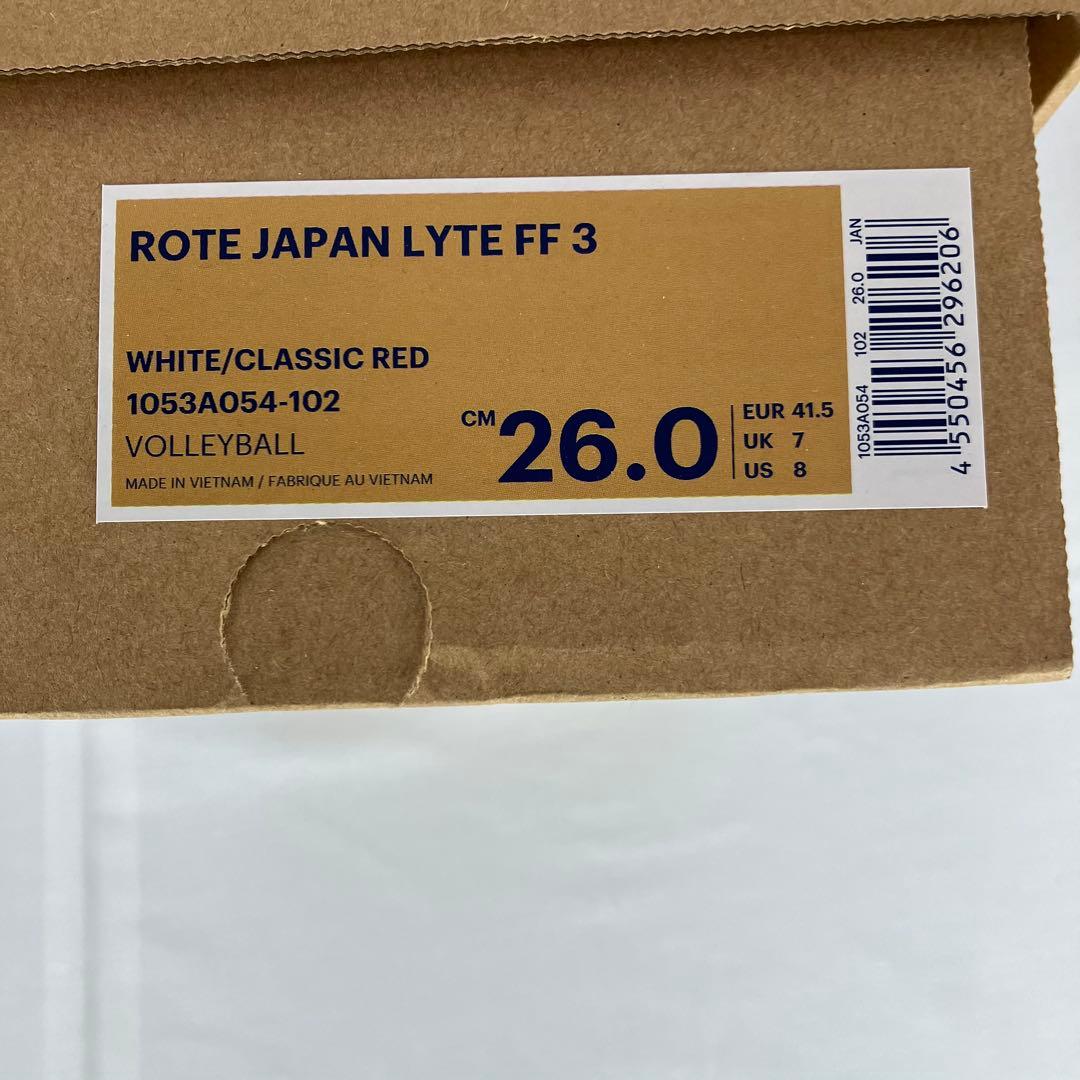 ROTE JAPAN LYTE FF 3
WHITE/CLASSIC RED
1053A054-102
VOLLEYBALL
MADE IN VIETNAM / FABRIQUE AU VIETNAM
CM 26.0
EUR 41.5
UK 7
US 8
1053A054 102 26.0 JAN
4 550456 296206